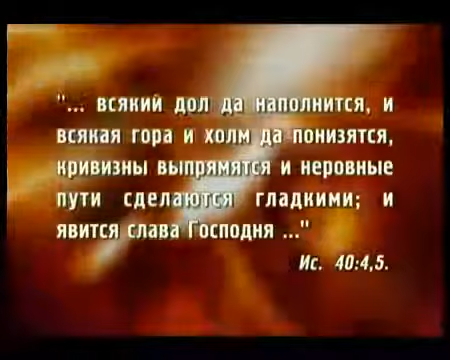 "... всякий дол да наполнится, и
всякая гора и холм да понизятся,
кривизны выпрямятся и неровные
пути сделаются гладкими; и
явится слава Господня ..."
Ис. 40:4,5.